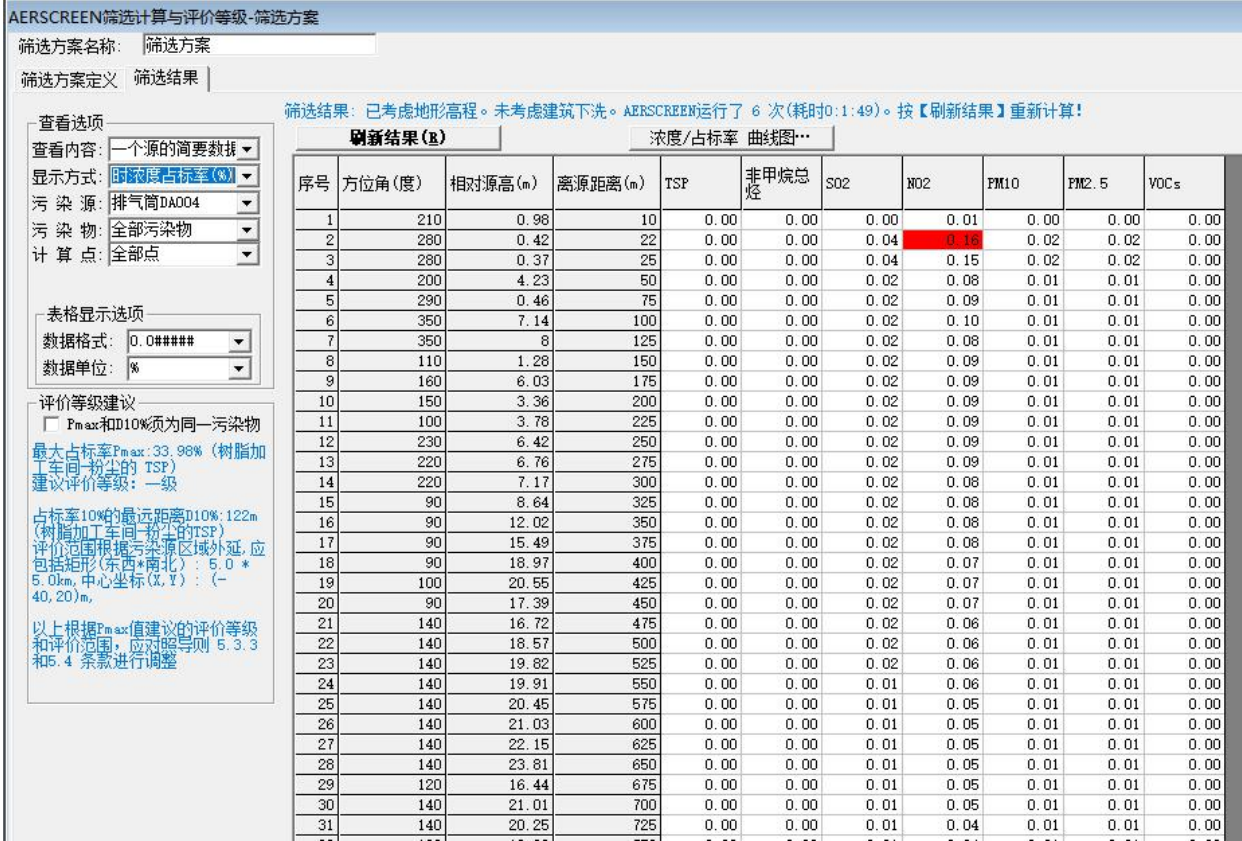 AERSCREEN筛选计算与评价等级-筛选方案
筛选方案名称: 筛选方案
筛选方案定义 筛选结果
筛选结果: 已考虑地形高程。未考虑建筑下洗。AERSCREEN运行了 6 次(耗时0:1:49)。按【刷新结果】重新计算!
刷新结果(R) 浓度/占标率 曲线图…
查看选项
查看内容: 一个源的简要数据
显示方式: 时浓度占标率(%)
污 染 源: 排气筒DA004
污 染 物: 全部污染物
计 算 点: 全部点
表格显示选项
数据格式: 0.0#####
数据单位: %
评价等级建议
Pmax和D10%须为同一污染物
最大占标率Pmax:33.98% (树脂加
工车间-粉尘的 TSP)
建议评价等级: 一级
占标率10%的最远距离D10%:122m
(树脂加工车间-粉尘的TSP)
评价范围根据污染源区域外延,应
包括矩形(东西*南北) : 5.0 *
5.0km,中心坐标(X,Y) : (-
40,20)m,
以上根据Pmax值建议的评价等级
和评价范围, 应对照导则 5.3.3
和5.4 条款进行调整
序号 方位角(度) 相对源高(m) 离源距离(m) TSP 非甲烷总烃 SO2 NO2 PM10 PM2.5 VOCs
1 210 0.98 10 0.00 0.00 0.00 0.01 0.00 0.00 0.00
2 280 0.42 22 0.00 0.00 0.04 0.16 0.02 0.02 0.00
3 280 0.37 25 0.00 0.00 0.04 0.15 0.02 0.02 0.00
4 200 4.23 50 0.00 0.00 0.02 0.08 0.01 0.01 0.00
5 290 0.46 75 0.00 0.00 0.02 0.09 0.01 0.01 0.00
6 350 7.14 100 0.00 0.00 0.02 0.10 0.01 0.01 0.00
7 350 8 125 0.00 0.00 0.02 0.08 0.01 0.01 0.00
8 110 1.28 150 0.00 0.00 0.02 0.09 0.01 0.01 0.00
9 160 6.03 175 0.00 0.00 0.02 0.09 0.01 0.01 0.00
10 150 3.36 200 0.00 0.00 0.02 0.09 0.01 0.01 0.00
11 100 3.78 225 0.00 0.00 0.02 0.09 0.01 0.01 0.00
12 230 6.42 250 0.00 0.00 0.02 0.09 0.01 0.01 0.00
13 220 6.76 275 0.00 0.00 0.02 0.09 0.01 0.01 0.00
14 220 7.17 300 0.00 0.00 0.02 0.08 0.01 0.01 0.00
15 90 8.64 325 0.00 0.00 0.02 0.08 0.01 0.01 0.00
16 90 12.02 350 0.00 0.00 0.02 0.08 0.01 0.01 0.00
17 90 15.49 375 0.00 0.00 0.02 0.08 0.01 0.01 0.00
18 90 18.97 400 0.00 0.00 0.02 0.07 0.01 0.01 0.00
19 100 20.55 425 0.00 0.00 0.02 0.07 0.01 0.01 0.00
20 90 17.39 450 0.00 0.00 0.02 0.07 0.01 0.01 0.00
21 140 16.72 475 0.00 0.00 0.02 0.06 0.01 0.01 0.00
22 140 18.57 500 0.00 0.00 0.02 0.06 0.01 0.01 0.00
23 140 19.82 525 0.00 0.00 0.02 0.06 0.01 0.01 0.00
24 140 19.91 550 0.00 0.00 0.01 0.06 0.01 0.01 0.00
25 140 20.45 575 0.00 0.00 0.01 0.05 0.01 0.01 0.00
26 140 21.03 600 0.00 0.00 0.01 0.05 0.01 0.01 0.00
27 140 22.15 625 0.00 0.00 0.01 0.05 0.01 0.01 0.00
28 140 23.81 650 0.00 0.00 0.01 0.05 0.01 0.01 0.00
29 120 16.44 675 0.00 0.00 0.01 0.05 0.01 0.01 0.00
30 140 21.01 700 0.00 0.00 0.01 0.05 0.01 0.01 0.00
31 140 20.25 725 0.00 0.00 0.01 0.04 0.01 0.01 0.00